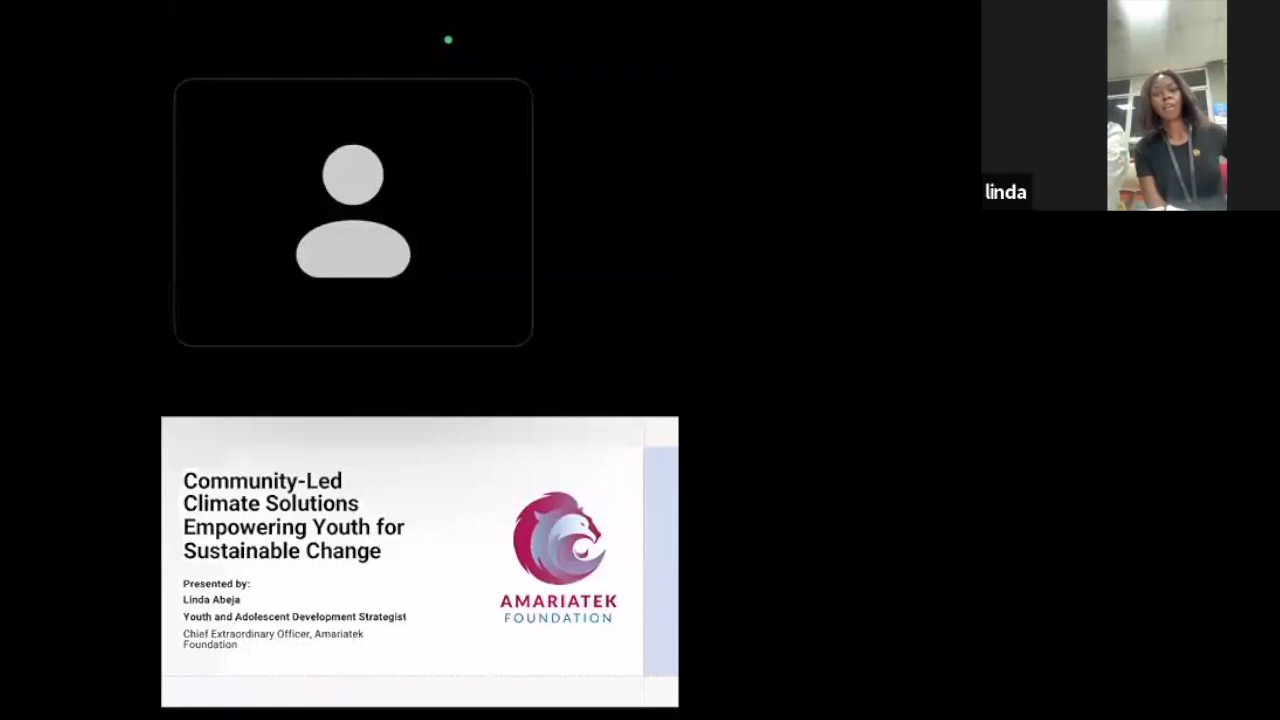 linda
Community-Led
Climate Solutions
Empowering Youth for
Sustainable Change
Presented by:
Linda Abeja
Youth and Adolescent Development Strategist
Chief Extraordinary Officer, Amariatek
Foundation
AMARIATEK
FOUNDATION